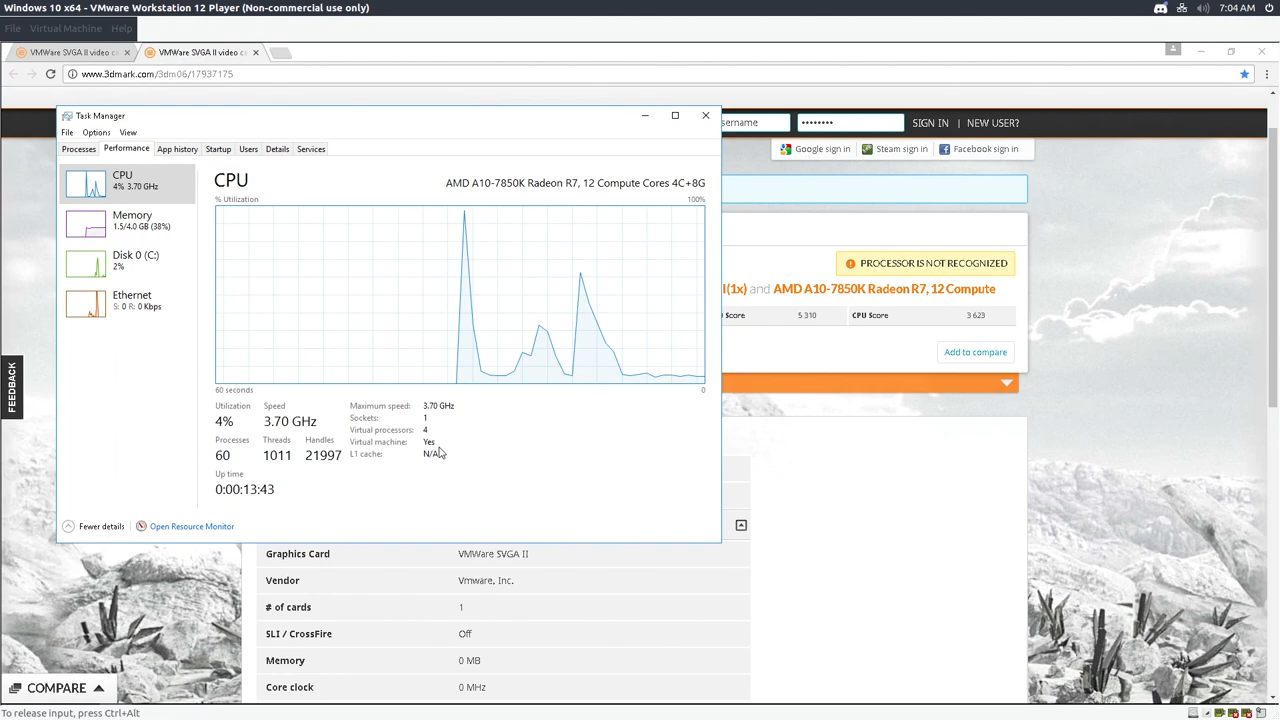 Windows 10 x64 - VMware Workstation 12 Player (Non-commercial use only)
7:04 AM
File Virtual Machine Help
VMWare SVGA II video c
VMWare SVGA II video c
www.3dmark.com/3dm06/17937175
Task Manager
File Options View
Processes Performance App history Startup Users Details Services
CPU
4% 3.70 GHz
Memory
1.5/4.0 GB (38%)
Disk 0 (C:)
2%
Ethernet
S: 0 R: 0 Kbps
CPU
AMD A10-7850K Radeon R7, 12 Compute Cores 4C+8G
% Utilization 100%
60 seconds 0
Utilization Speed
4% 3.70 GHz
Processes Threads Handles
60 1011 21997
Up time
0:00:13:43
Maximum speed: 3.70 GHz
Sockets: 1
Virtual processors: 4
Virtual machine: Yes
L1 cache: N/A
Fewer details Open Resource Monitor
ername •••••••• SIGN IN | NEW USER?
Google sign in Steam sign in Facebook sign in
PROCESSOR IS NOT RECOGNIZED
I(1x) and AMD A10-7850K Radeon R7, 12 Compute
Score 5 310 CPU Score 3 623
Add to compare
FEEDBACK
Graphics Card VMWare SVGA II
Vendor Vmware, Inc.
# of cards 1
SLI / CrossFire Off
Memory 0 MB
Core clock 0 MHz
COMPARE
To release input, press Ctrl+Alt